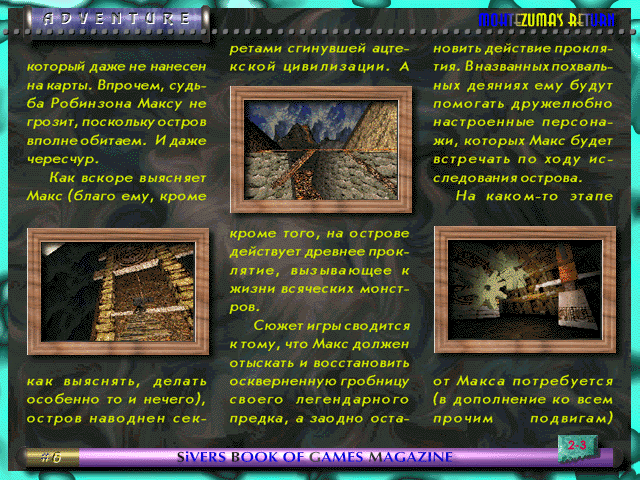 ADVENTURE
MONTEZUMA'S RETURN
который даже не нанесен
на карты. Впрочем, судь-
ба Робинзона Максу не
грозит, поскольку остров
вполне обитаем. И даже
чересчур.
Как вскоре выясняет
Макс (благо ему, кроме
как выяснять, делать
особенно то и нечего),
остров наводнен сек-
ретами сгинувшей ацте-
кской цивилизации. А
кроме того, на острове
действует древнее прок-
лятие, вызывающее к
жизни всяческих монст-
ров.
Сюжет игры сводится
к тому, что Макс должен
отыскать и восстановить
оскверненную гробницу
своего легендарного
предка, а заодно оста-
новить действие прокля-
тия. В названных похваль-
ных деяниях ему будут
помогать дружелюбно
настроенные персона-
жи, которых Макс будет
встречать по ходу ис-
следования острова.
На каком-то этапе
от Макса потребуется
(в дополнение ко всем
прочим подвигам)
#6
SiVERS BOOK OF GAMES MAGAZINE
2-3